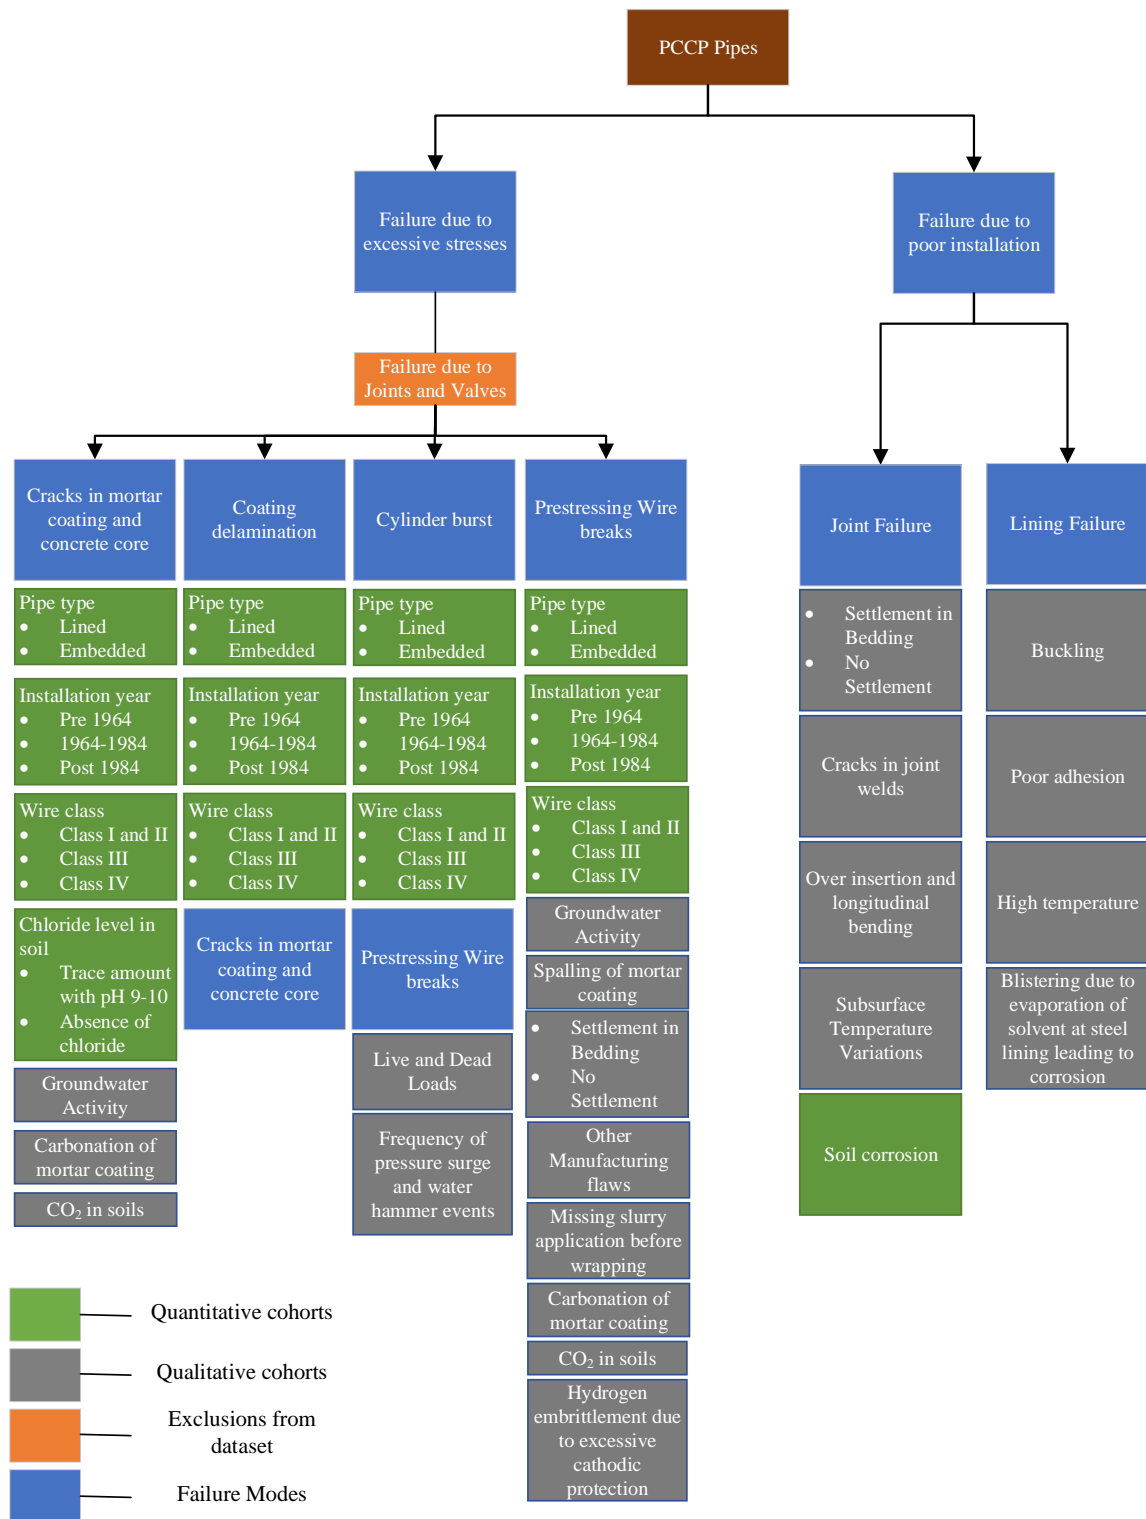 PCCP Pipes
Failure due to
excessive stresses
Failure due to
poor installation
Failure due to
Joints and Valves
Cracks in mortar
coating and
concrete core
Coating
delamination
Cylinder burst
Prestressing Wire
breaks
Joint Failure
Lining Failure
Pipe type
• Lined
• Embedded
Installation year
• Pre 1964
• 1964-1984
• Post 1984
Wire class
• Class I and II
• Class III
• Class IV
Chloride level in
soil
• Trace amount
with pH 9-10
• Absence of
chloride
Groundwater
Activity
Carbonation of
mortar coating
CO₂ in soils
Pipe type
• Lined
• Embedded
Installation year
• Pre 1964
• 1964-1984
• Post 1984
Wire class
• Class I and II
• Class III
• Class IV
Cracks in mortar
coating and
concrete core
Pipe type
• Lined
• Embedded
Installation year
• Pre 1964
• 1964-1984
• Post 1984
Wire class
• Class I and II
• Class III
• Class IV
Prestressing Wire
breaks
Live and Dead
Loads
Frequency of
pressure surge
and water
hammer events
Pipe type
• Lined
• Embedded
Installation year
• Pre 1964
• 1964-1984
• Post 1984
Wire class
• Class I and II
• Class III
• Class IV
Groundwater
Activity
Spalling of mortar
coating
• Settlement in
Bedding
• No
Settlement
Other
Manufacturing
flaws
Missing slurry
application before
wrapping
Carbonation of
mortar coating
CO₂ in soils
Hydrogen
embrittlement due
to excessive
cathodic
protection
• Settlement in
Bedding
• No
Settlement
Cracks in joint
welds
Over insertion and
longitudinal
bending
Subsurface
Temperature
Variations
Soil corrosion
Buckling
Poor adhesion
High temperature
Blistering due to
evaporation of
solvent at steel
lining leading to
corrosion
Quantitative cohorts
Qualitative cohorts
Exclusions from
dataset
Failure Modes